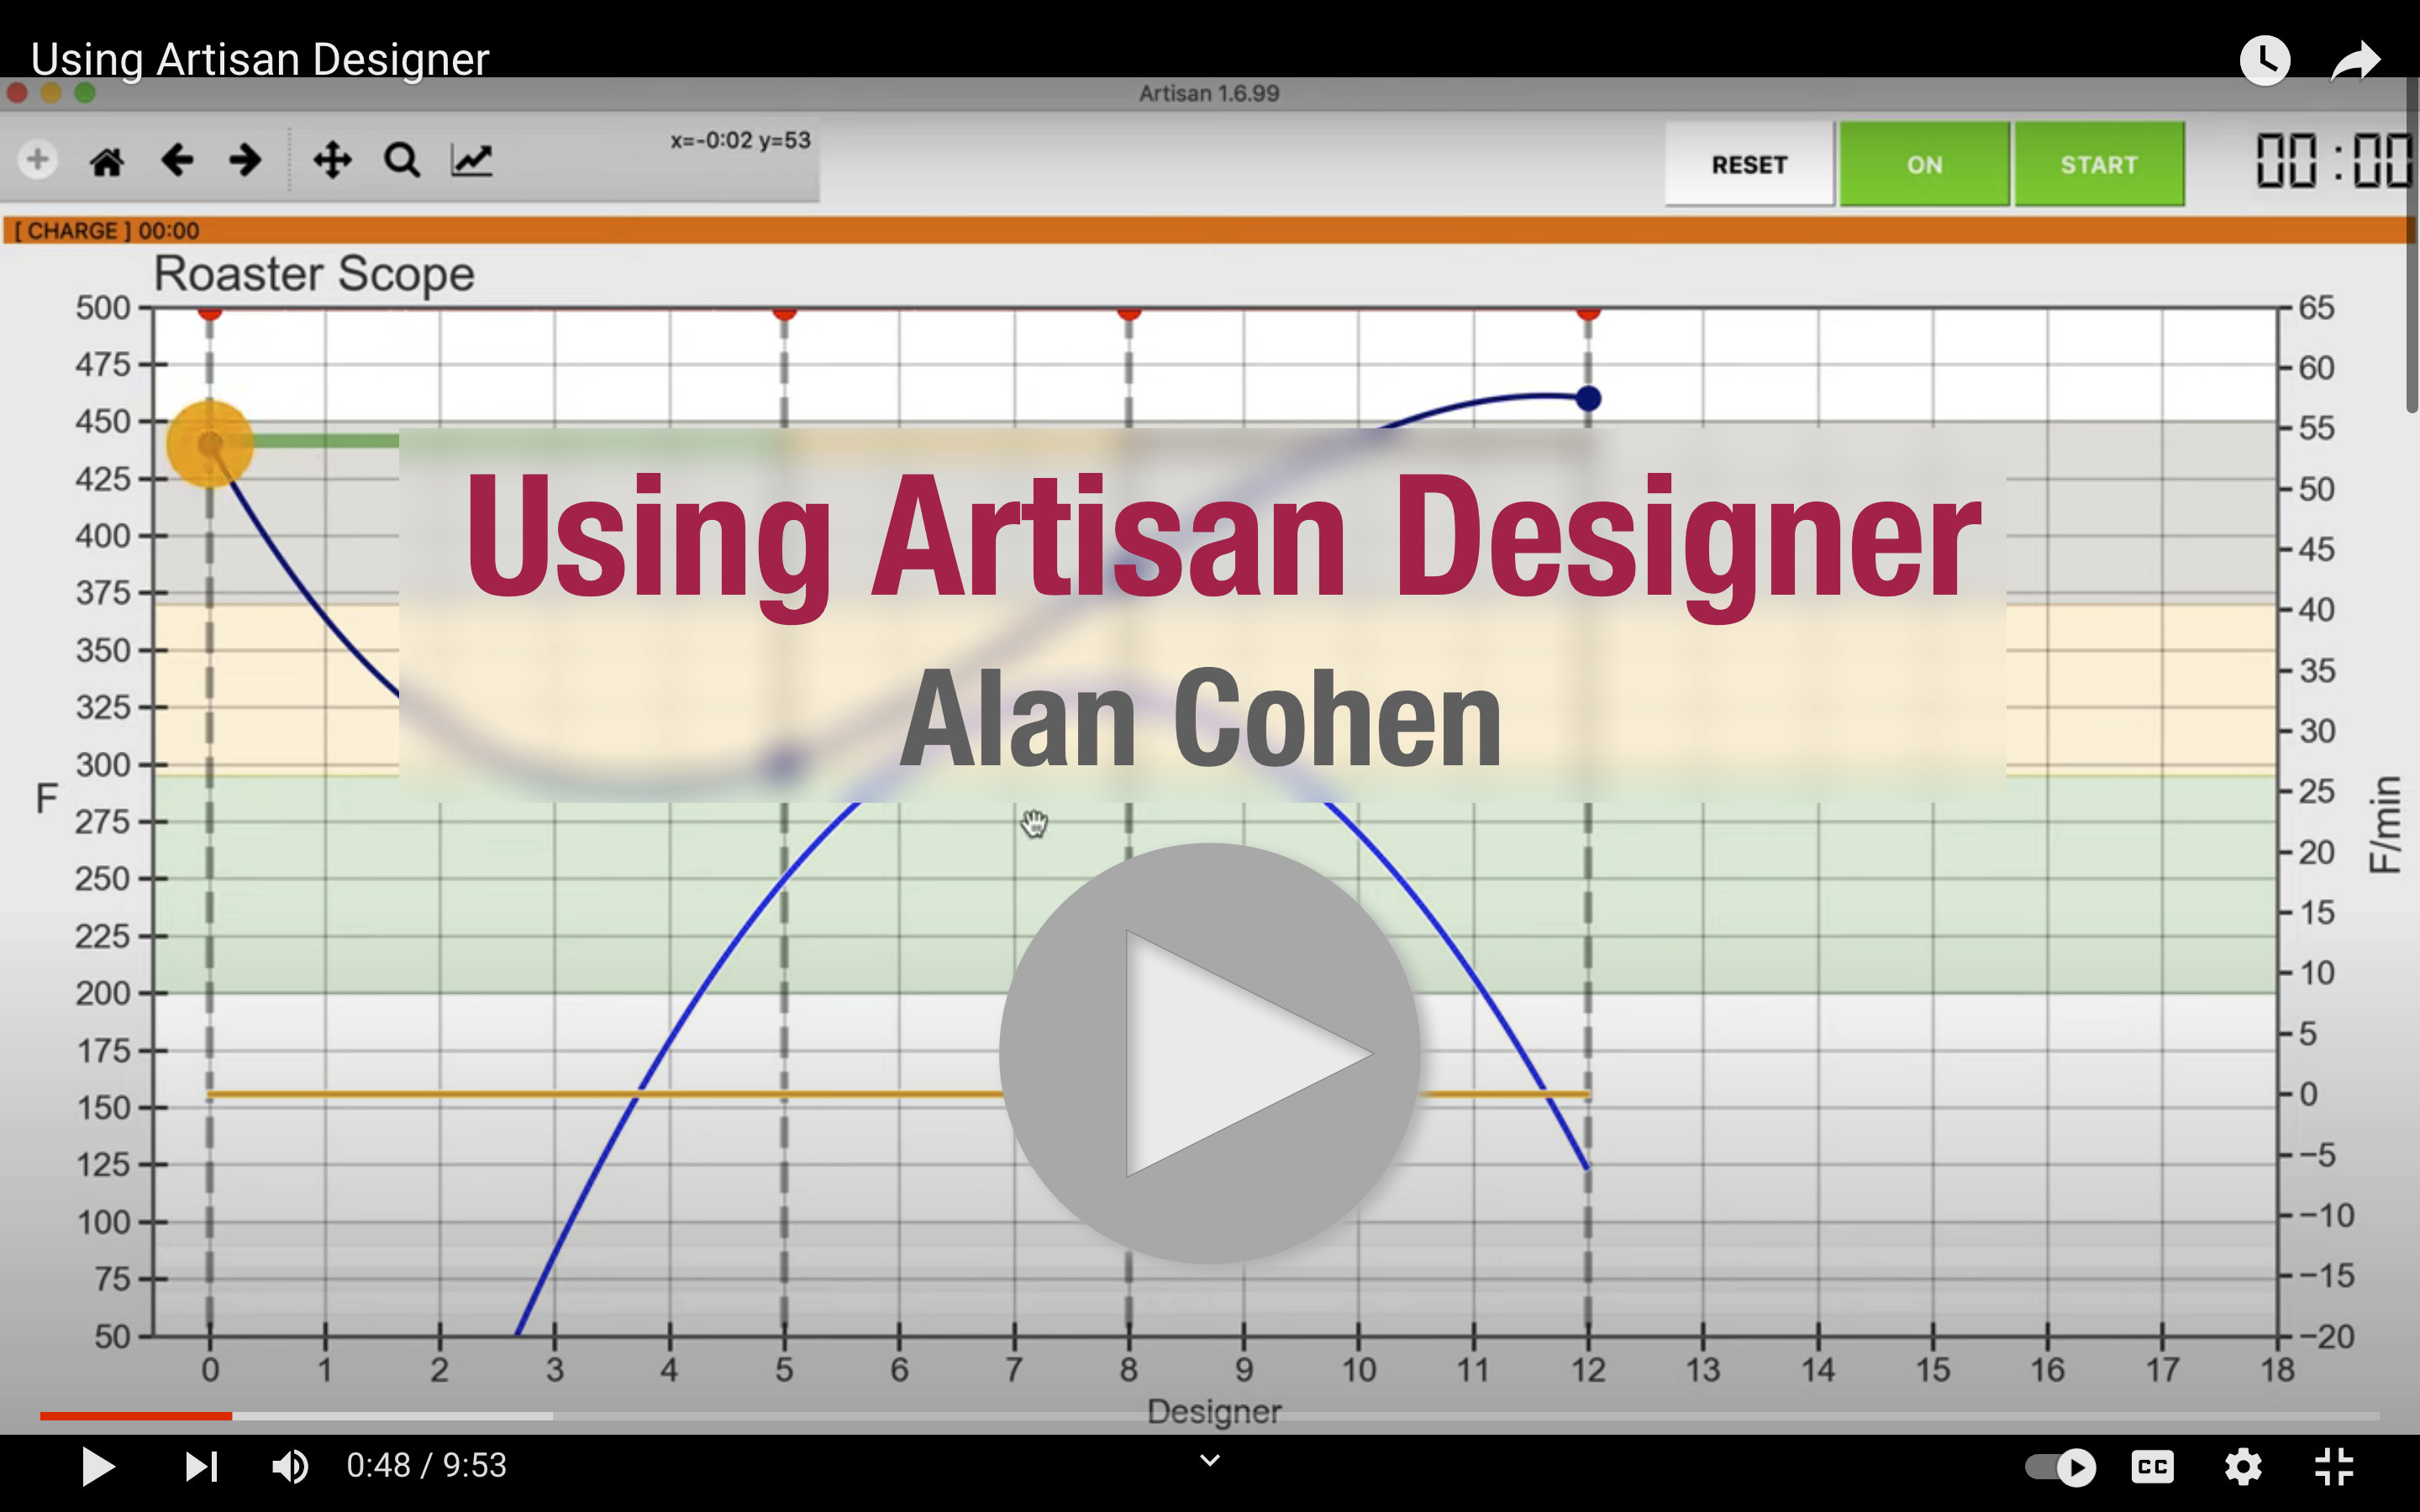 Using Artisan Designer
Artisan 1.6.99
x=-0:02 y=53
RESET
ON
START
00:00
[ CHARGE ] 00:00
Roaster Scope
500
475
450
425
400
375
350
325
300
275
250
225
200
175
150
125
100
75
50
F
65
60
55
50
45
40
35
30
25
20
15
10
5
0
−5
−10
−15
−20
F/min
Using Artisan Designer
Alan Cohen
0 1 2 3 4 5 6 7 8 9 10 11 12 13 14 15 16 17 18
Designer
0:48 / 9:53
CC